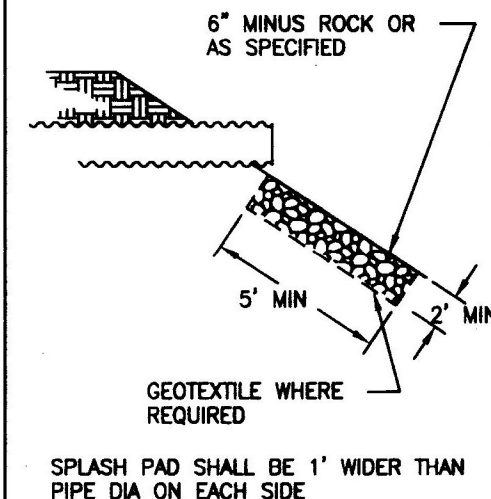 6" MINUS ROCK OR
AS SPECIFIED
5' MIN
2' MIN
GEOTEXTILE WHERE
REQUIRED
SPLASH PAD SHALL BE 1' WIDER THAN
PIPE DIA ON EACH SIDE